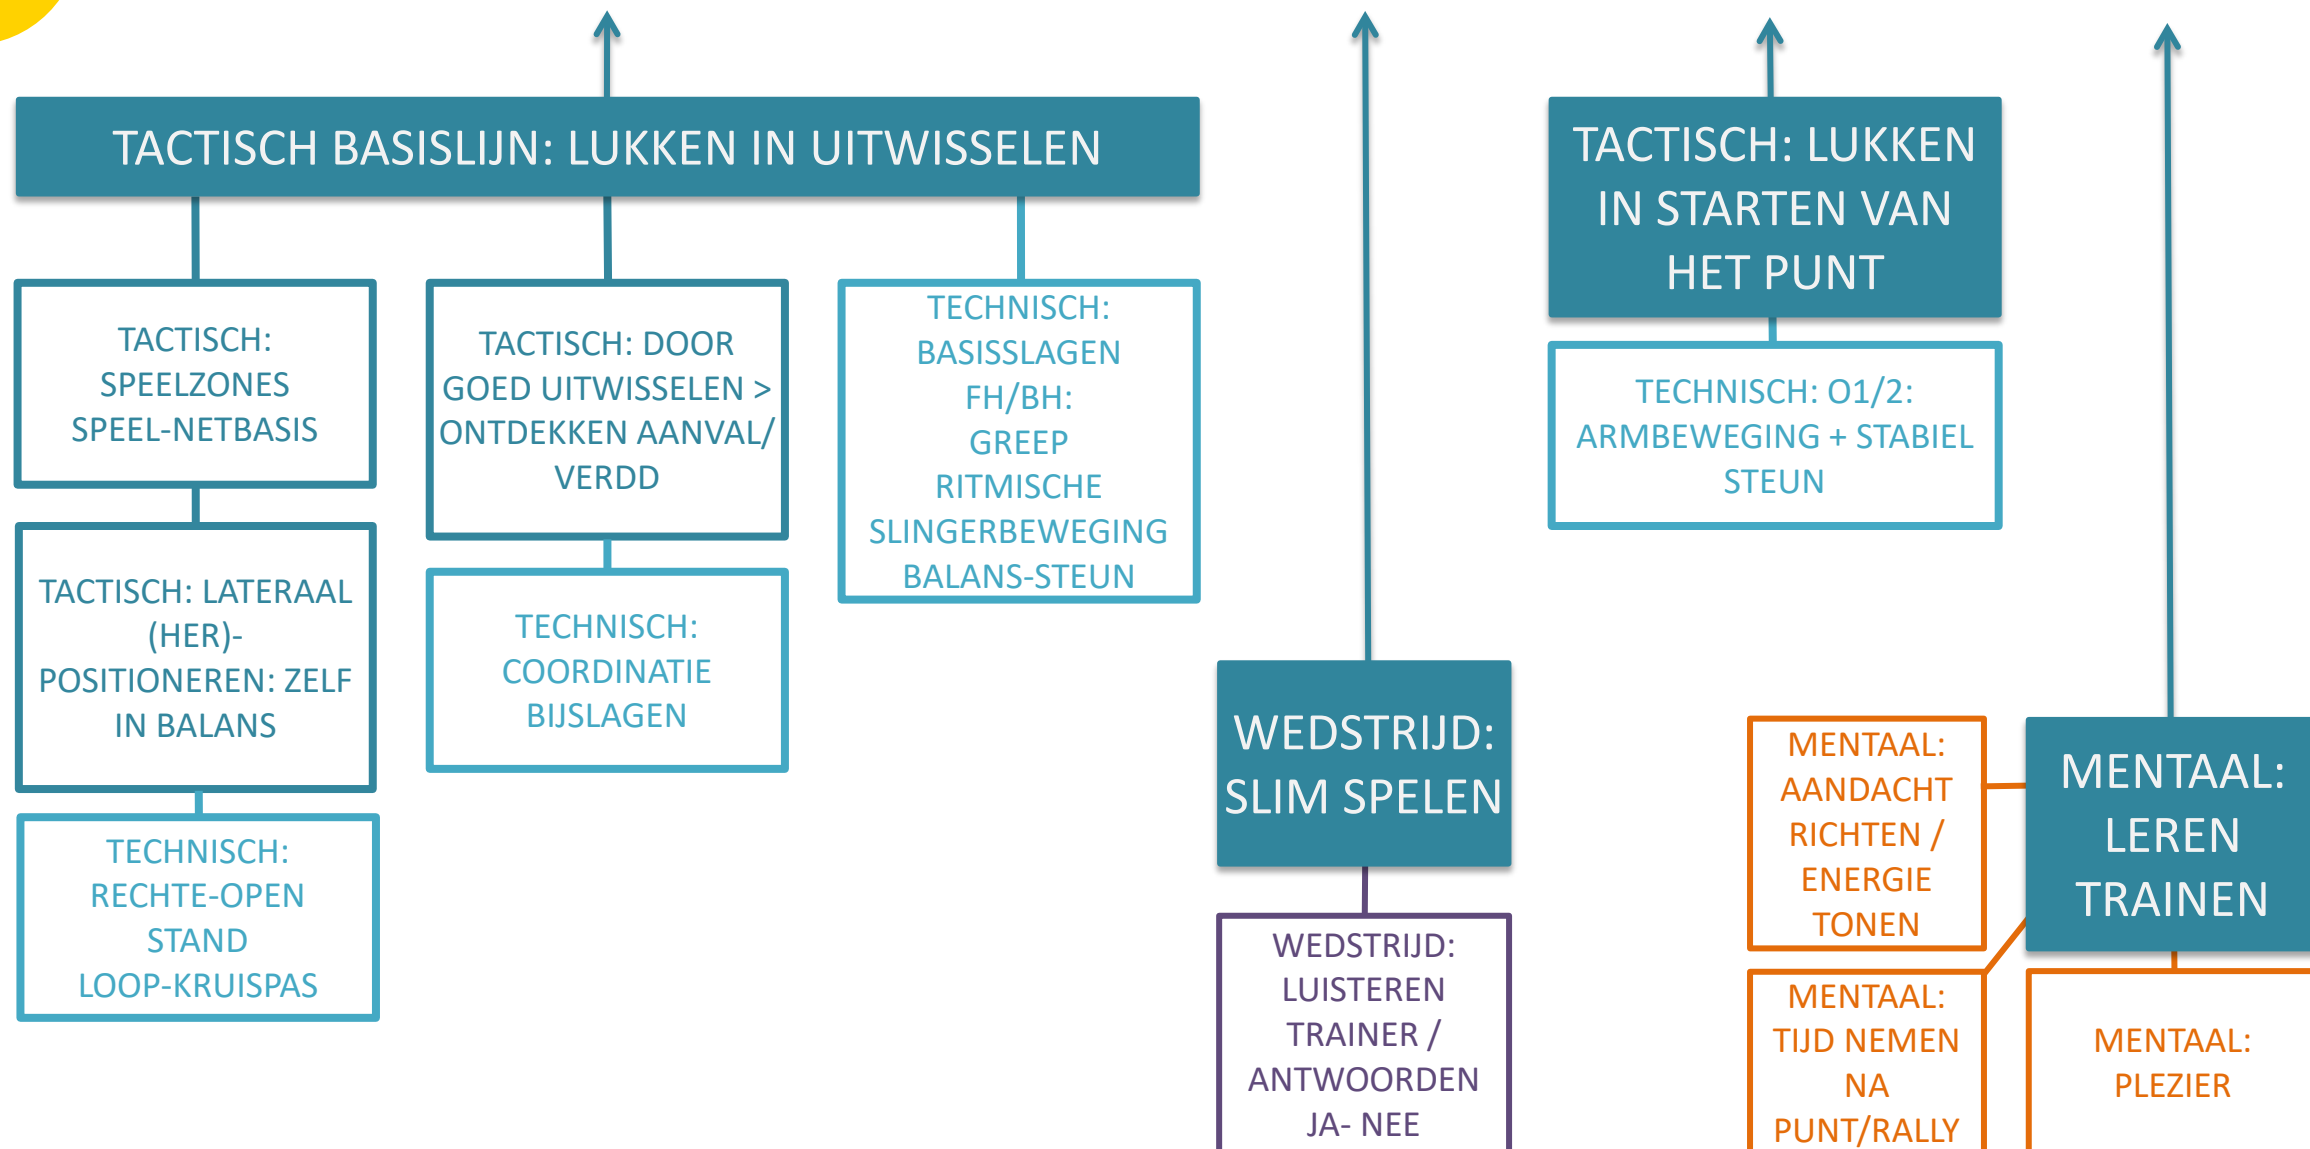 TACTISCH BASISLIJN: LUKKEN IN UITWISSELEN
TACTISCH:
SPEELZONES
SPEEL-NETBASIS
TACTISCH: LATERAAL
(HER)-
POSITIONEREN: ZELF
IN BALANS
TECHNISCH:
RECHTE-OPEN
STAND
LOOP-KRUISPAS
TACTISCH: DOOR
GOED UITWISSELEN >
ONTDEKKEN AANVAL/
VERDD
TECHNISCH:
COORDINATIE
BIJSLAGEN
TECHNISCH:
BASISSLAGEN
FH/BH:
GREEP
RITMISCHE
SLINGERBEWEGING
BALANS-STEUN
WEDSTRIJD:
SLIM SPELEN
WEDSTRIJD:
LUISTEREN
TRAINER /
ANTWOORDEN
JA- NEE
TACTISCH: LUKKEN
IN STARTEN VAN
HET PUNT
TECHNISCH: O1/2:
ARMBEWEGING + STABIEL
STEUN
MENTAAL:
AANDACHT
RICHTEN /
ENERGIE
TONEN
MENTAAL:
LEREN
TRAINEN
MENTAAL:
TIJD NEMEN
NA
PUNT/RALLY
MENTAAL:
PLEZIER